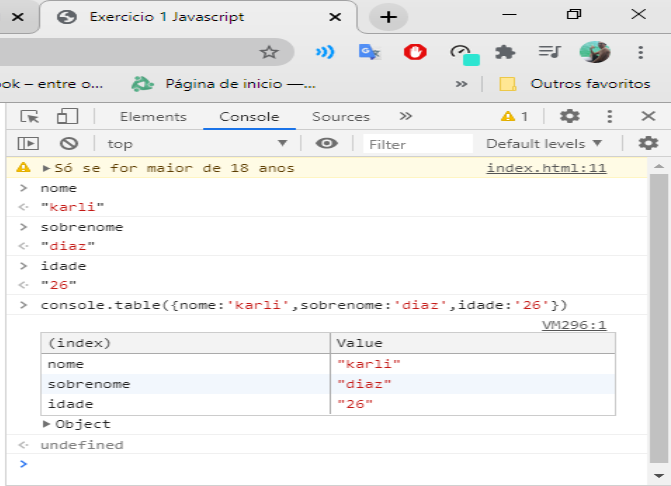 Exercicio 1 Javascript
ok – entre o... Página de inicio —... » Outros favoritos
Elements Console Sources » 1
top Filter Default levels ▼
Só se for maior de 18 anos index.html:11
> nome
<· "karli"
> sobrenome
<· "diaz"
> idade
<· "26"
> console.table({nome:'karli',sobrenome:'diaz',idade:'26'})
VM296:1
(index) Value
nome "karli"
sobrenome "diaz"
idade "26"
▶ Object
<· undefined
>